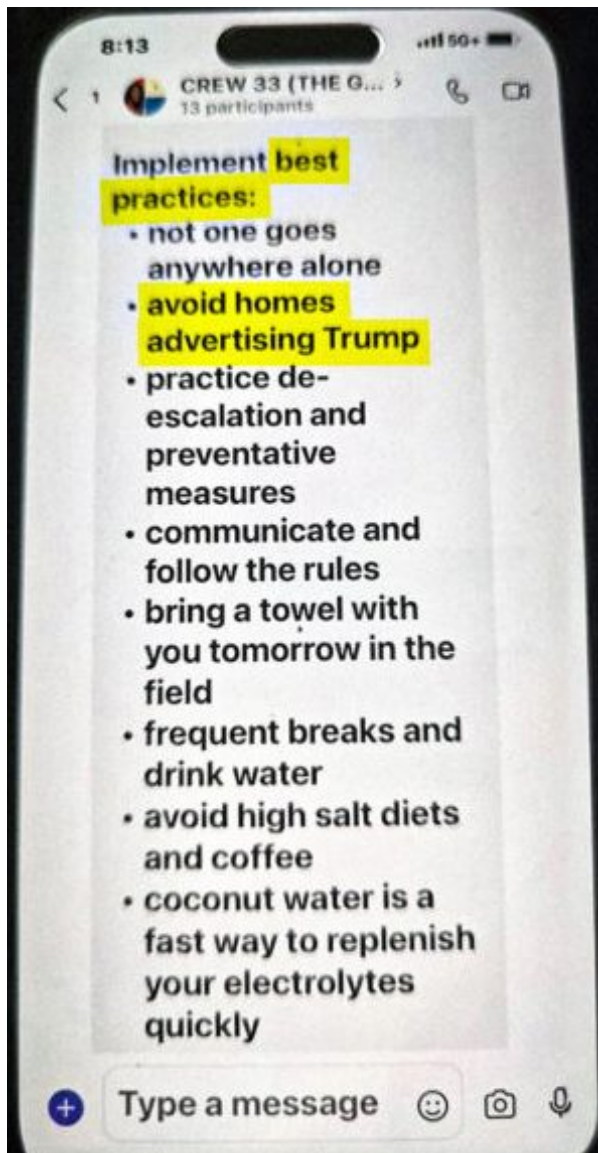 8:13
5G+
1
CREW 33 (THE G...
13 participants
Implement best
practices:
• not one goes
anywhere alone
• avoid homes
advertising Trump
• practice de-
escalation and
preventative
measures
• communicate and
follow the rules
• bring a towel with
you tomorrow in the
field
• frequent breaks and
drink water
• avoid high salt diets
and coffee
• coconut water is a
fast way to replenish
your electrolytes
quickly
Type a message